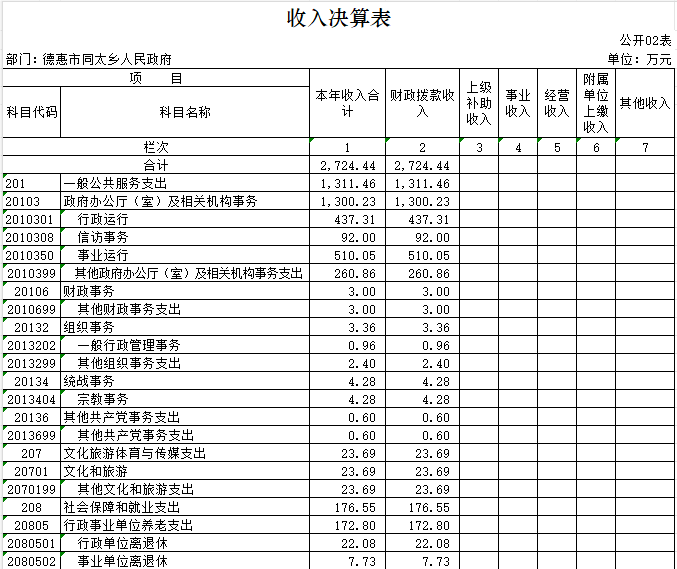 收入决算表
公开02表
部门：德惠市同太乡人民政府 单位：万元
项 目 本年收入合计 财政拨款收入 上级补助收入 事业收入 经营收入 附属单位上缴收入 其他收入
科目代码 科目名称
栏次 1 2 3 4 5 6 7
合计 2,724.44 2,724.44
201 一般公共服务支出 1,311.46 1,311.46
20103 政府办公厅（室）及相关机构事务 1,300.23 1,300.23
2010301 行政运行 437.31 437.31
2010308 信访事务 92.00 92.00
2010350 事业运行 510.05 510.05
2010399 其他政府办公厅（室）及相关机构事务支出 260.86 260.86
20106 财政事务 3.00 3.00
2010699 其他财政事务支出 3.00 3.00
20132 组织事务 3.36 3.36
2013202 一般行政管理事务 0.96 0.96
2013299 其他组织事务支出 2.40 2.40
20134 统战事务 4.28 4.28
2013404 宗教事务 4.28 4.28
20136 其他共产党事务支出 0.60 0.60
2013699 其他共产党事务支出 0.60 0.60
207 文化旅游体育与传媒支出 23.69 23.69
20701 文化和旅游 23.69 23.69
2070199 其他文化和旅游支出 23.69 23.69
208 社会保障和就业支出 176.55 176.55
20805 行政事业单位养老支出 172.80 172.80
2080501 行政单位离退休 22.08 22.08
2080502 事业单位离退休 7.73 7.73